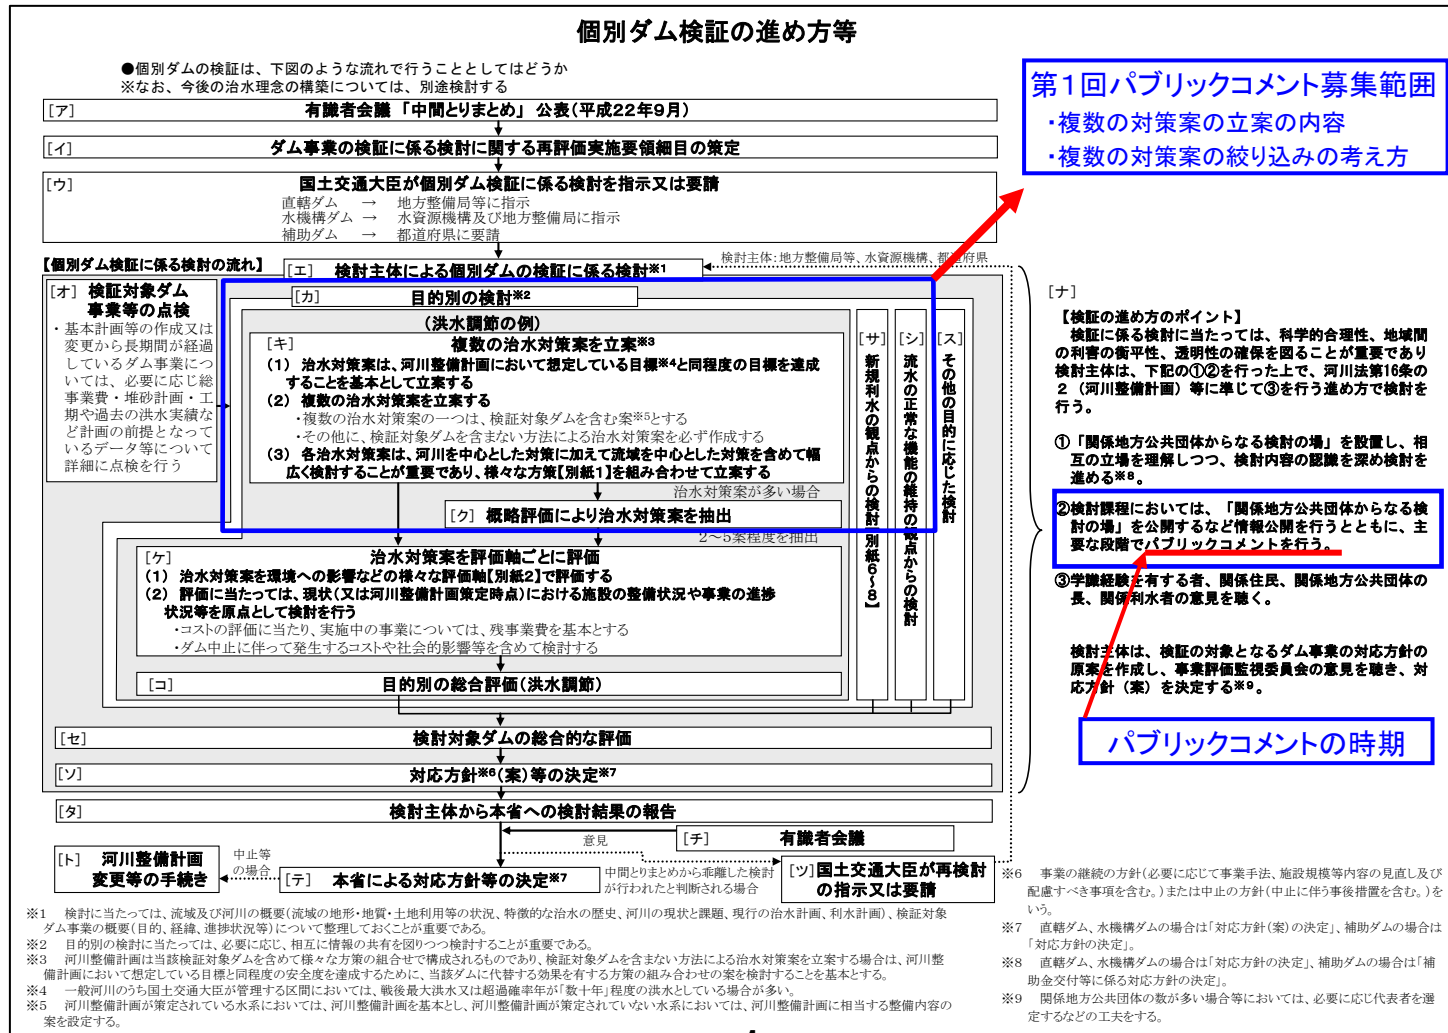 個別ダム検証の進め方等
●個別ダムの検証は、下図のような流れで行うこととしてはどうか
※なお、今後の治水理念の構築については、別途検討する
第１回パブリックコメント募集範囲
・複数の対策案の立案の内容
・複数の対策案の絞り込みの考え方
[ア] 有識者会議「中間とりまとめ」公表(平成22年9月)
[イ] ダム事業の検証に係る検討に関する再評価実施要領細目の策定
[ウ] 国土交通大臣が個別ダム検証に係る検討を指示又は要請
直轄ダム → 地方整備局等に指示
水機構ダム → 水資源機構及び地方整備局に指示
補助ダム → 都道府県に要請
【個別ダム検証に係る検討の流れ】
[エ] 検討主体による個別ダムの検証に係る検討※1
検討主体：地方整備局等、水資源機構、都道府県
[オ] 検証対象ダム
事業等の点検
・基本計画等の作成又は
変更から長期間が経過
しているダム事業につ
いては、必要に応じ総
事業費・堆砂計画・工
期や過去の洪水実績な
ど計画の前提となって
いるデータ等について
詳細に点検を行う
[カ] 目的別の検討※2
(洪水調節の例)
[キ] 複数の治水対策案を立案※3
(1) 治水対策案は、河川整備計画において想定している目標※4と同程度の目標を達成
することを基本として立案する
(2) 複数の治水対策案を立案する
・複数の治水対策案の一つは、検証対象ダムを含む案※5とする
・その他に、検証対象ダムを含まない方法による治水対策案を必ず作成する
(3) 各治水対策案は、河川を中心とした対策に加えて流域を中心とした対策を含めて幅
広く検討することが重要であり、様々な方策【別紙1】を組み合わせて立案する
治水対策案が多い場合
[ク] 概略評価により治水対策案を抽出
2～5案程度を抽出
[ケ] 治水対策案を評価軸ごとに評価
(1) 治水対策案を環境への影響などの様々な評価軸【別紙2】で評価する
(2) 評価に当たっては、現状(又は河川整備計画策定時点)における施設の整備状況や事業の進捗
状況等を原点として検討を行う
・コストの評価に当たり、実施中の事業については、残事業費を基本とする
・ダム中止に伴って発生するコストや社会的影響等を含めて検討する
[コ] 目的別の総合評価(洪水調節)
[サ] 新規利水の観点からの検討【別紙6～8】
[シ] 流水の正常な機能の維持の観点からの検討
[ス] その他の目的に応じた検討
[セ] 検討対象ダムの総合的な評価
[ソ] 対応方針※6(案)等の決定※7
[タ] 検討主体から本省への検討結果の報告
[チ] 有識者会議
意見
[ト] 河川整備計画
変更等の手続き
中止等
の場合
[テ] 本省による対応方針等の決定※7
中間とりまとめから乖離した検討
が行われたと判断される場合
[ツ] 国土交通大臣が再検討
の指示又は要請
[ナ]
【検証の進め方のポイント】
検証に係る検討に当たっては、科学的合理性、地域間
の利害の衡平性、透明性の確保を図ることが重要であり
検討主体は、下記の①②を行った上で、河川法第16条の
２（河川整備計画）等に準じて③を行う進め方で検討を
行う。
①「関係地方公共団体からなる検討の場」を設置し、相
互の立場を理解しつつ、検討内容の認識を深め検討を
進める※8。
②検討課程においては、「関係地方公共団体からなる検
討の場」を公開するなど情報公開を行うとともに、主
要な段階でパブリックコメントを行う。
③学識経験を有する者、関係住民、関係地方公共団体の
長、関係利水者の意見を聴く。
検討主体は、検証の対象となるダム事業の対応方針の
原案を作成し、事業評価監視委員会の意見を聴き、対
応方針（案）を決定する※9。
パブリックコメントの時期
※1 検討に当たっては、流域及び河川の概要(流域の地形・地質・土地利用等の状況、特徴的な治水の歴史、河川の現状と課題、現行の治水計画、利水計画)、検証対象
ダム事業の概要(目的、経緯、進捗状況等)について整理しておくことが重要である。
※2 目的別の検討に当たっては、必要に応じ、相互に情報の共有を図りつつ検討することが重要である。
※3 河川整備計画は当該検証対象ダムを含めて様々な方策の組合せで構成されるものであり、検証対象ダムを含まない方法による治水対策案を立案する場合は、河川整
備計画において想定している目標と同程度の安全度を達成するために、当該ダムに代替する効果を有する方策の組み合わせの案を検討することを基本とする。
※4 一般河川のうち国土交通大臣が管理する区間においては、戦後最大洪水又は超過確率年が「数十年」程度の洪水としている場合が多い。
※5 河川整備計画が策定されている水系においては、河川整備計画を基本とし、河川整備計画が策定されていない水系においては、河川整備計画に相当する整備内容の
案を設定する。
※6 事業の継続の方針(必要に応じて事業手法、施設規模等内容の見直し及び
配慮すべき事項を含む。)または中止の方針(中止に伴う事後措置を含む。)を
いう。
※7 直轄ダム、水機構ダムの場合は「対応方針(案)の決定」、補助ダムの場合は
「対応方針の決定」。
※8 直轄ダム、水機構ダムの場合は「対応方針の決定」、補助ダムの場合は「補
助金交付等に係る対応方針の決定」。
※9 関係地方公共団体の数が多い場合等においては、必要に応じ代表者を選
定するなどの工夫をする。